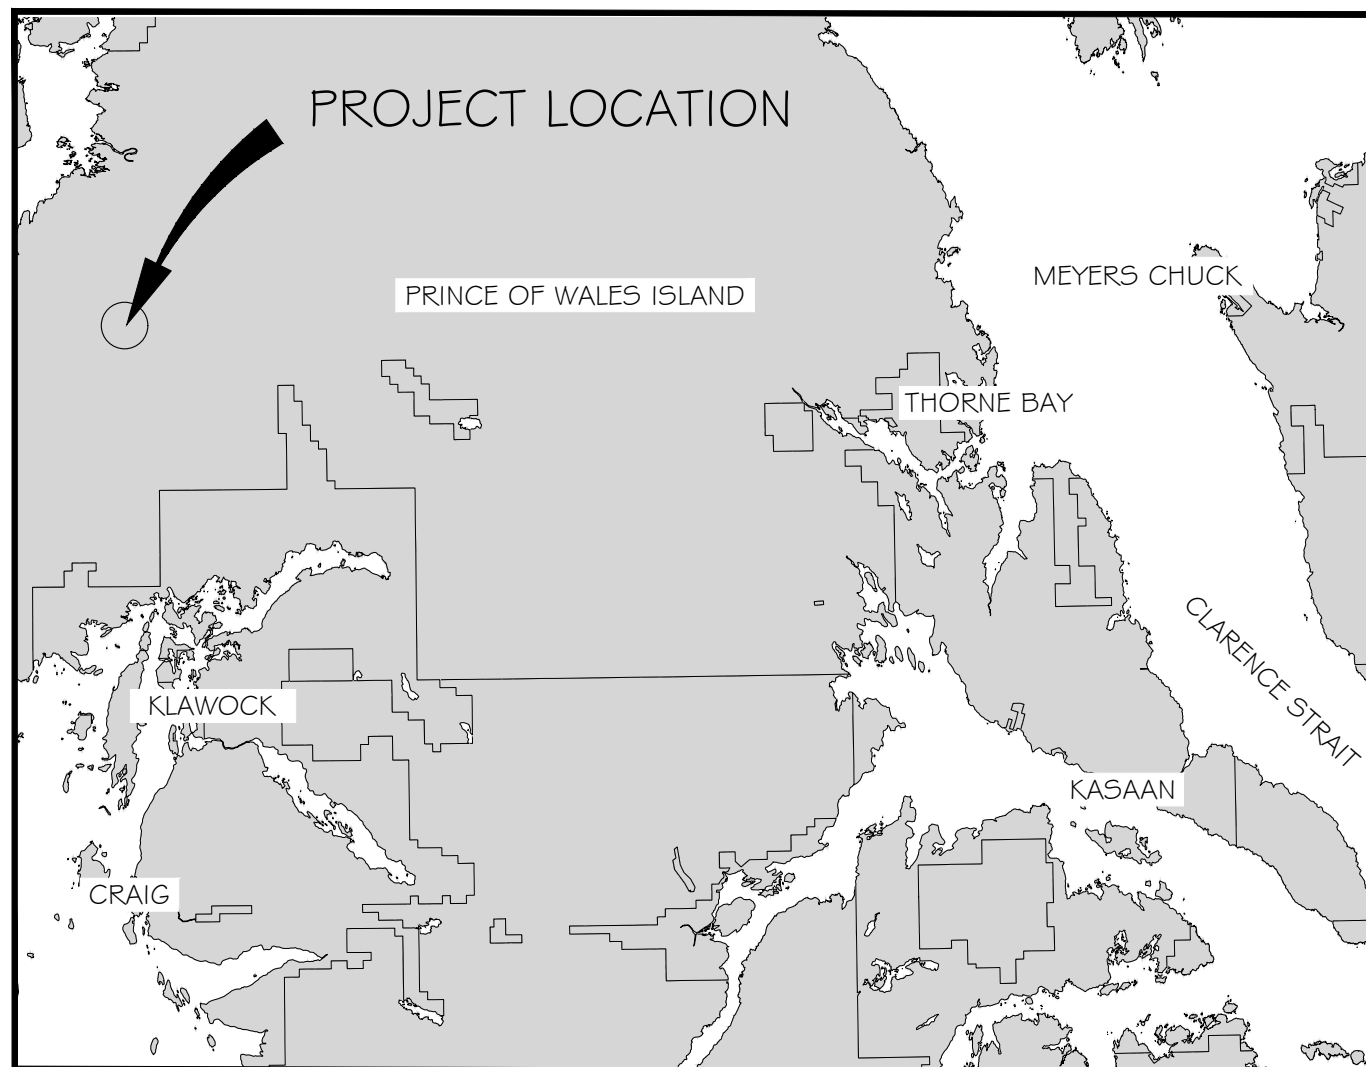 PROJECT LOCATION
MEYERS CHUCK
PRINCE OF WALES ISLAND
THORNE BAY
CLARENCE STRAIT
KLAWOCK
KASAAN
CRAIG